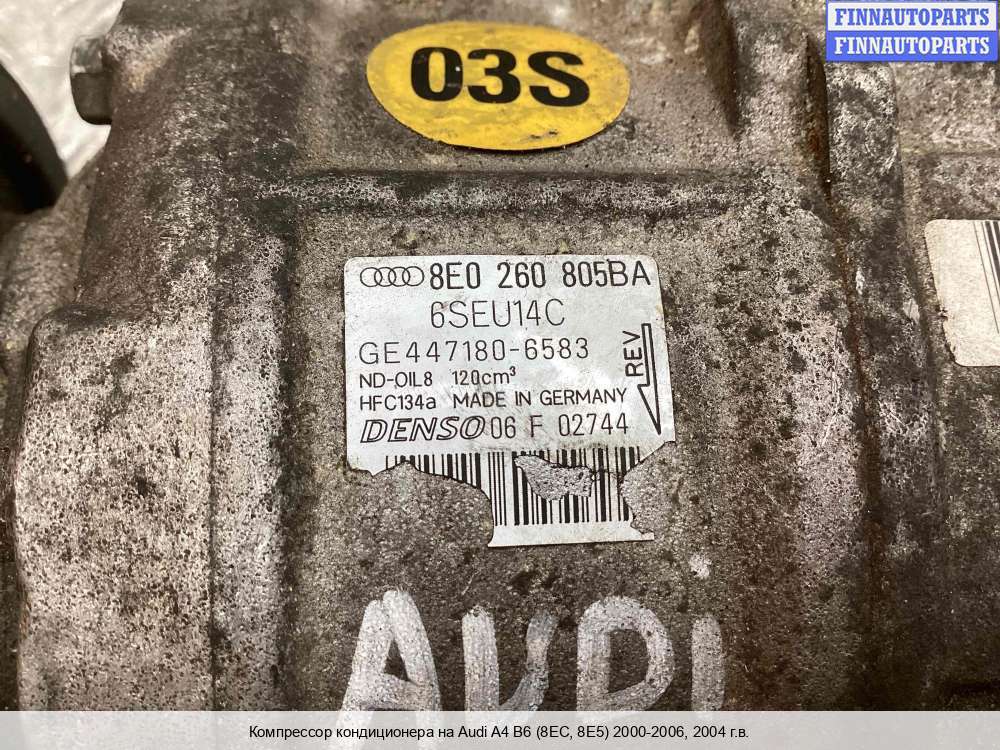 FINNAUTOPARTS
FINNAUTOPARTS
03S
8E0 260 805BA
6SEU14C
GE447180-6583
ND-OIL8 120cm³
HFC134a MADE IN GERMANY
REV
DENSO 06 F 02744
AUDI
Компрессор кондиционера на Audi A4 B6 (8EC, 8E5) 2000-2006, 2004 г.в.